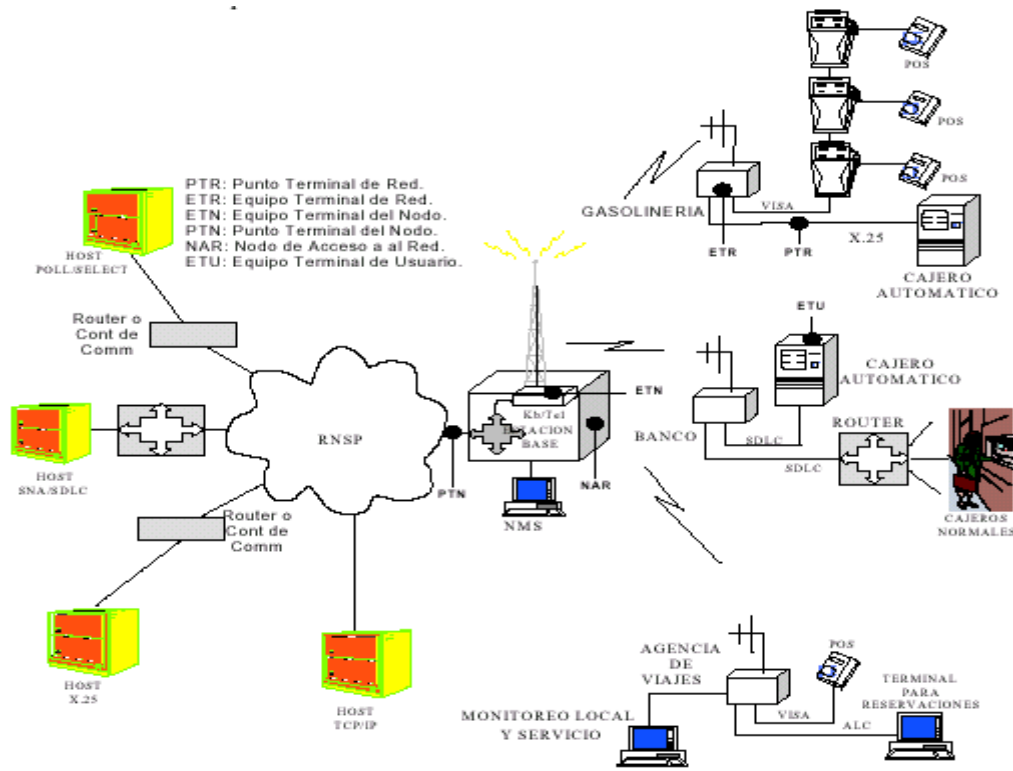 POS
POS
POS
VISA
GASOLINERIA
X.25
ETR
PTR
CAJERO
AUTOMATICO
PTR: Punto Terminal de Red.
ETR: Equipo Terminal de Red.
ETN: Equipo Terminal del Nodo.
PTN: Punto Terminal del Nodo.
NAR: Nodo de Acceso a al Red.
ETU: Equipo Terminal de Usuario.
HOST
POLL/SELECT
Router o
Cont de
Comm
ETU
CAJERO
AUTOMATICO
ETN
Kb/Tel
BASE
RNSP
BANCO
SDLC
ROUTER
SDLC
HOST
SNA/SDLC
PTN
NAR
NMS
CAJEROS
NORMALES
Router o
Cont de
Comm
HOST
X.25
HOST
TCP/IP
AGENCIA
DE
VIAJES
POS
TERMINAL
PARA
RESERVACIONES
VISA
ALC
MONITOREO LOCAL
Y SERVICIO